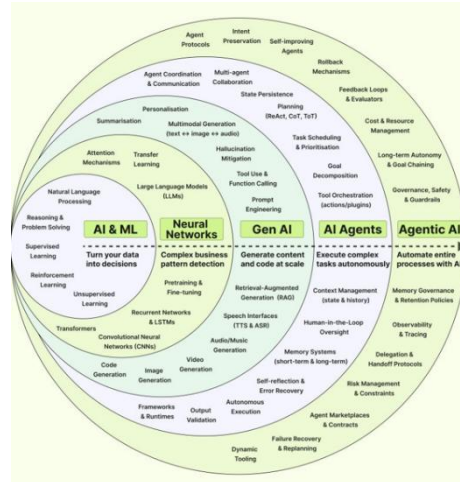 Agent
Protocols
Intent
Preservation
Self-improving
Agents
Rollback
Mechanisms
Feedback Loops
& Evaluators
Cost & Resource
Management
Long-term Autonomy
& Goal Chaining
Governance, Safety
& Guardrails
Agentic AI
Automate entire
processes with AI
Memory Governance
& Retention Policies
Observability
& Tracing
Delegation &
Handoff Protocols
Risk Management
& Constraints
Agent Marketplaces
& Contracts
Failure Recovery
& Replanning
Dynamic
Tooling
Agent Coordination
& Communication
Multi-agent
Collaboration
State Persistence
Planning
(ReAct, CoT, ToT)
Task Scheduling
& Prioritisation
Goal
Decomposition
Tool Orchestration
(actions/plugins)
AI Agents
Execute complex
tasks autonomously
Context Management
(state & history)
Human-in-the-Loop
Oversight
Memory Systems
(short-term & long-term)
Self-reflection &
Error Recovery
Autonomous
Execution
Output
Validation
Frameworks
& Runtimes
Personalisation
Summarisation
Multimodal Generation
(text ++ image ++ audio)
Hallucination
Mitigation
Tool Use &
Function Calling
Prompt
Engineering
Gen AI
Generate content
and code at scale
Retrieval-Augmented
Generation (RAG)
Speech Interfaces
(TTS & ASR)
Audio/Music
Generation
Video
Generation
Image
Generation
Code
Generation
Attention
Mechanisms
Transfer
Learning
Large Language Models
(LLMs)
Neural
Networks
Complex business
pattern detection
Pretraining &
Fine-tuning
Recurrent Networks
& LSTMs
Convolutional Neural
Networks (CNNs)
Transformers
Natural Language
Processing
Reasoning &
Problem Solving
AI & ML
Turn your data
into decisions
Supervised
Learning
Reinforcement
Learning
Unsupervised
Learning